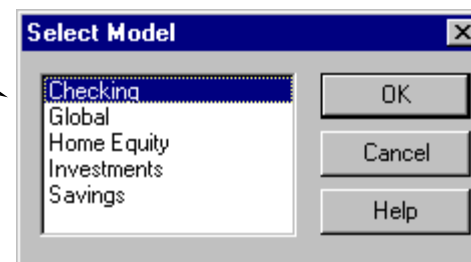 Select Model
Checking
Global
Home Equity
Investments
Savings
OK
Cancel
Help